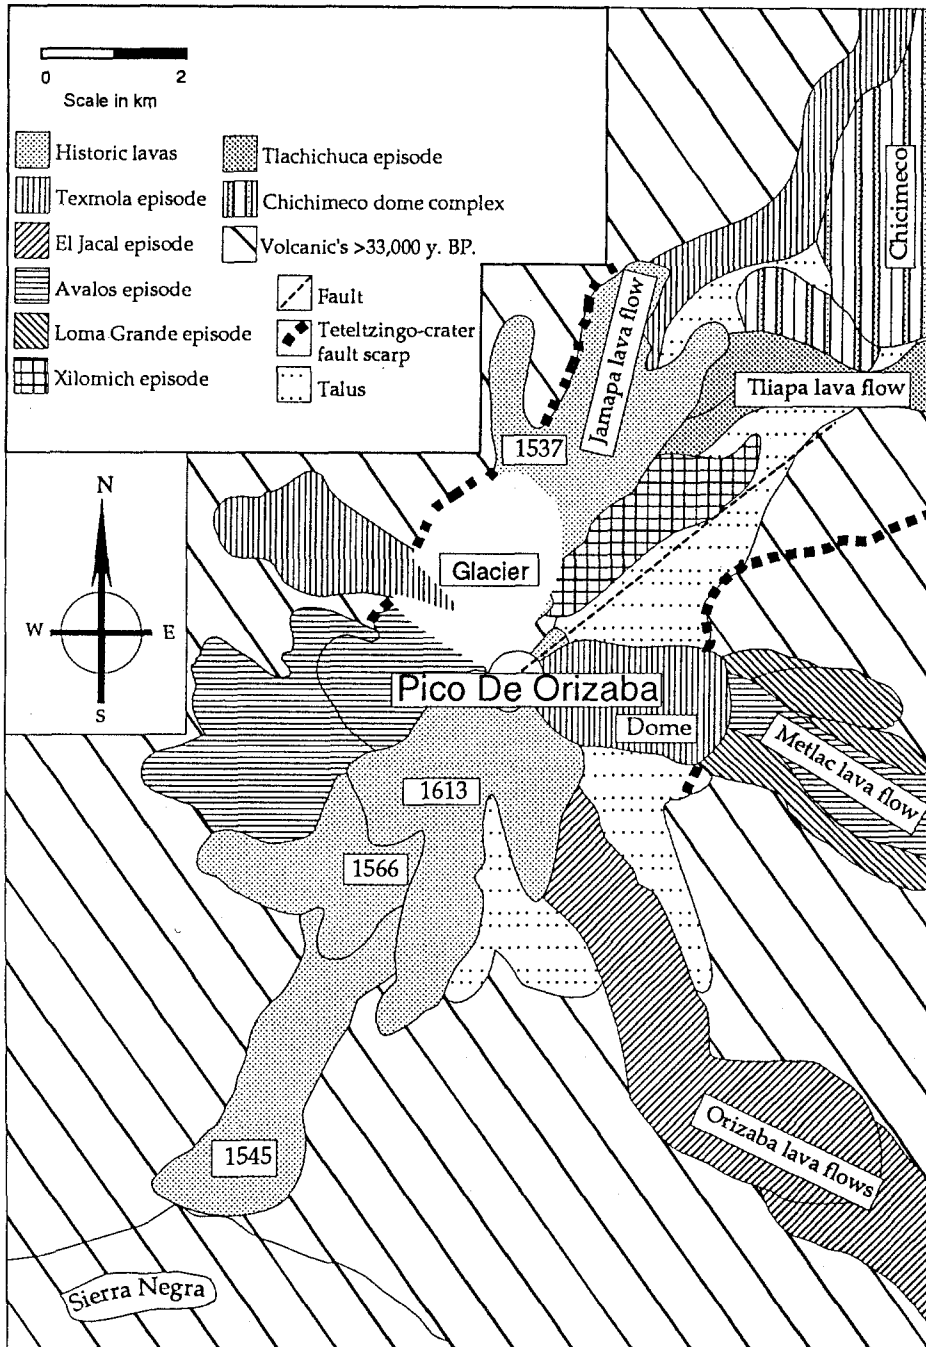 0 2
Scale in km
Historic lavas
Texmola episode
El Jacal episode
Avalos episode
Loma Grande episode
Xilomich episode
Tlachichuca episode
Chichimeco dome complex
Volcanic's >33,000 y. BP.
Fault
Teteltzingo-crater
fault scarp
Talus
Chicimeco
Jamapa lava flow
Tliapa lava flow
1537
N
W E
S
Glacier
Pico De Orizaba
Dome
Metlac lava flow
1613
1566
Orizaba lava flows
1545
Sierra Negra